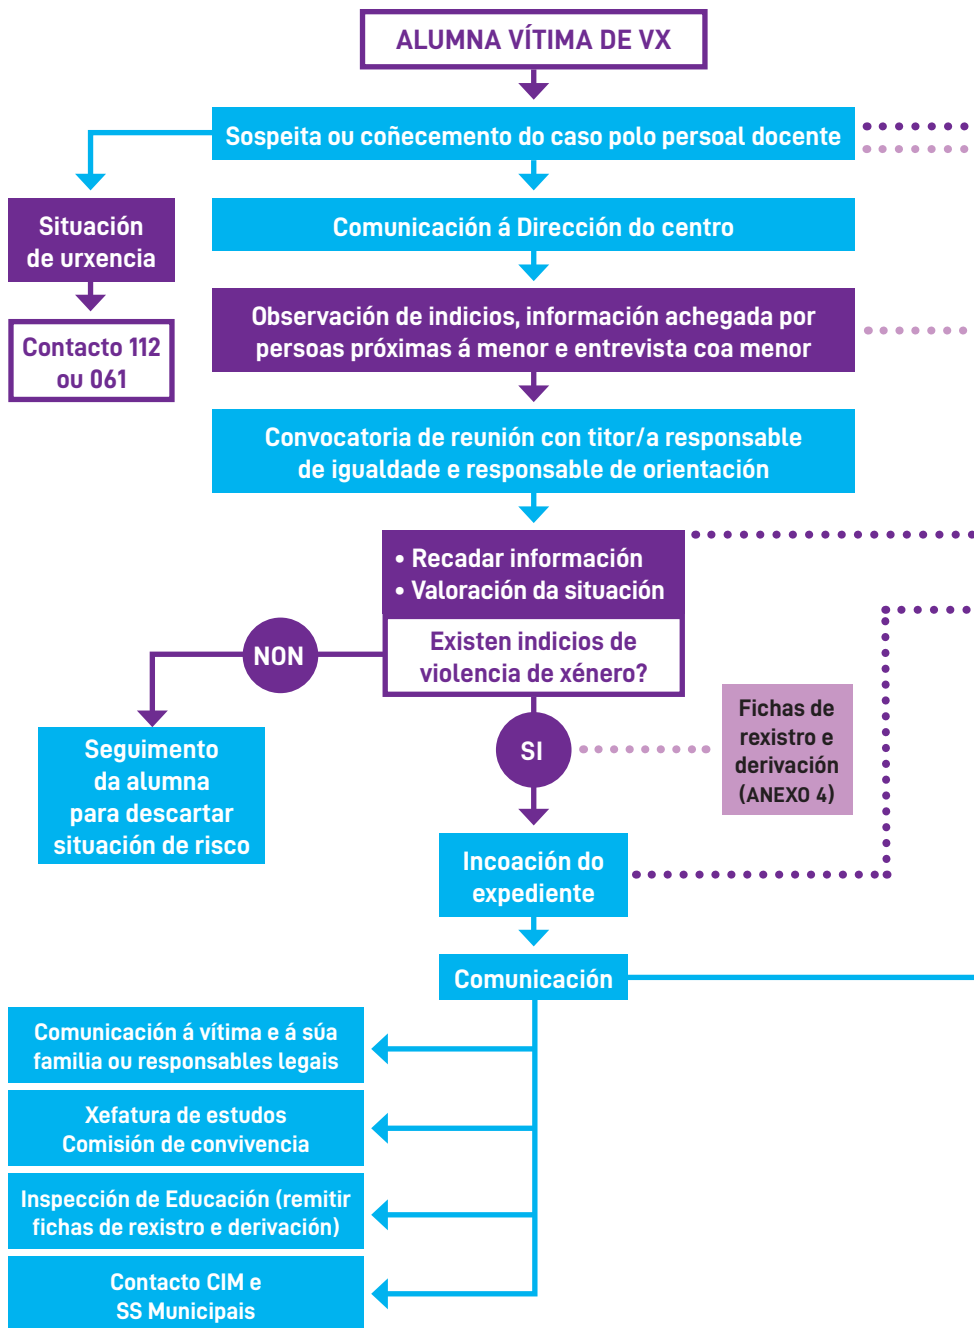 ALUMNA VÍTIMA DE VX
Sospeita ou coñecemento do caso polo persoal docente
Situación
de urxencia
Contacto 112
ou 061
Comunicación á Dirección do centro
Observación de indicios, información achegada por
persoas próximas á menor e entrevista coa menor
Convocatoria de reunión con titor/a responsable
de igualdade e responsable de orientación
• Recadar información
• Valoración da situación
Existen indicios de
violencia de xénero?
NON
Seguimento
da alumna
para descartar
situación de risco
SI
Fichas de
rexistro e
derivación
(ANEXO 4)
Incoación do
expediente
Comunicación
Comunicación á vítima e á súa
familia ou responsables legais
Xefatura de estudos
Comisión de convivencia
Inspección de Educación (remitir
fichas de rexistro e derivación)
Contacto CIM e
SS Municipais